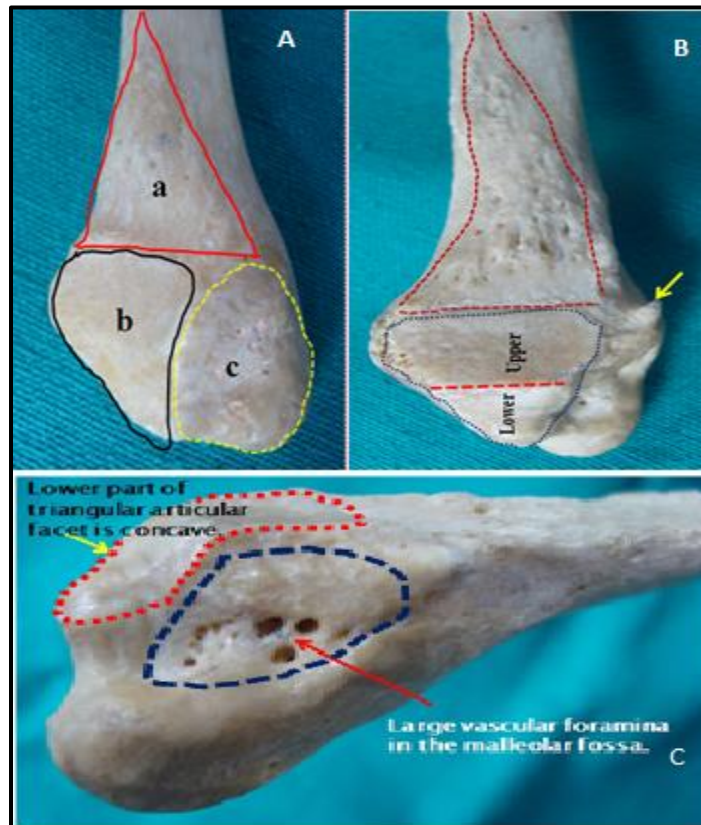 A
a
b
c
B
Upper
Lower
Lower part of
triangular articular
facet is concave.
Large vascular foramina
in the malleolar fossa.
C